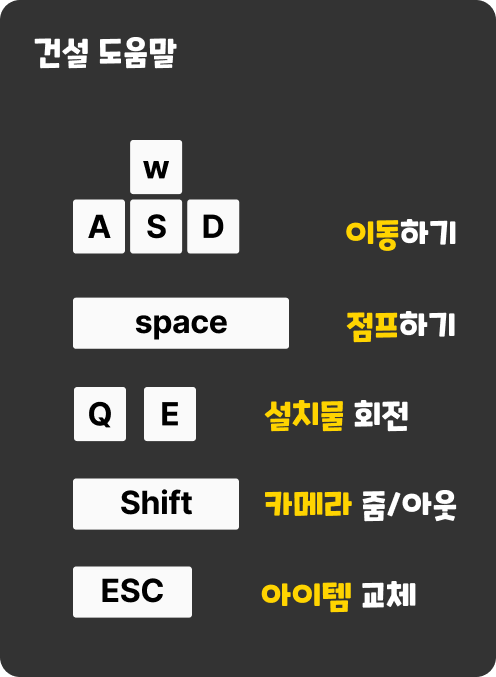 건설 도움말
w
A S D
이동하기
space
점프하기
Q E
설치물 회전
Shift
카메라 줌/아웃
ESC
아이템 교체